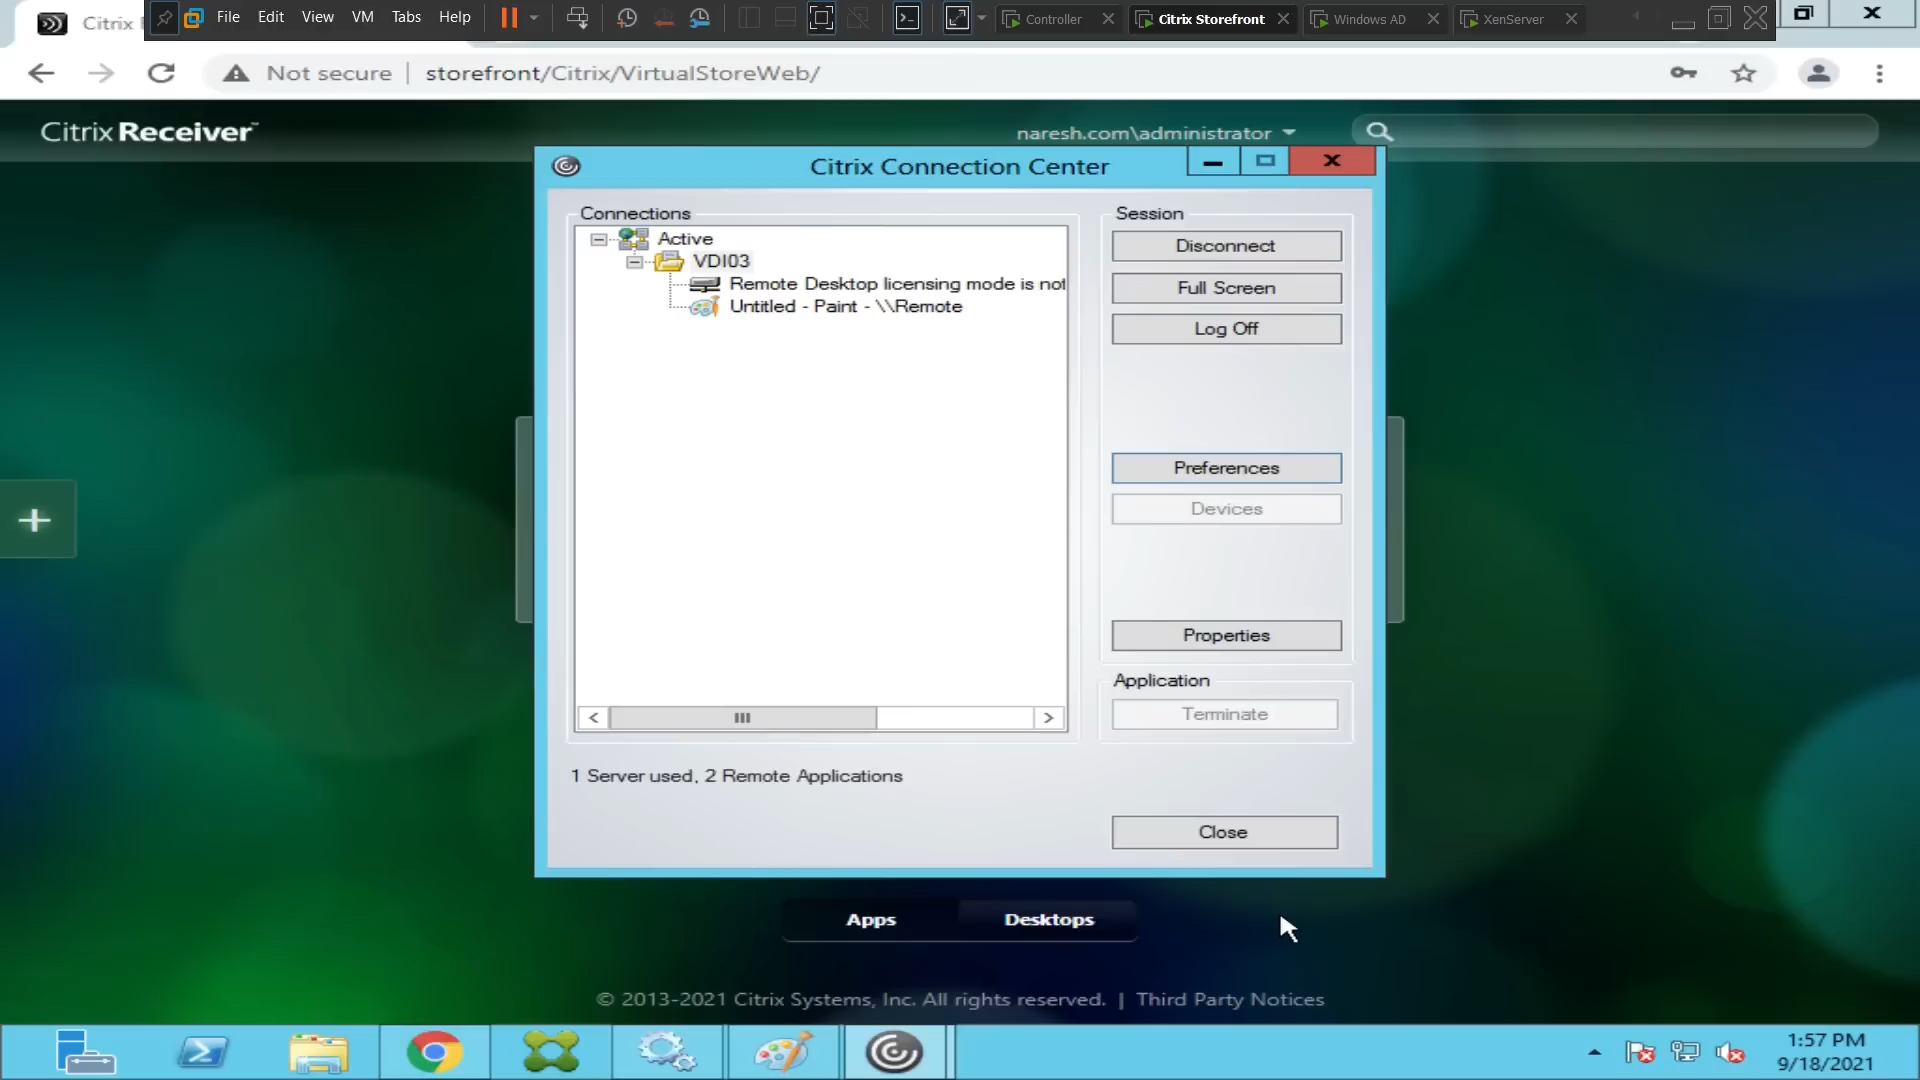 File Edit View VM Tabs Help
Controller
Citrix Storefront
Windows AD
XenServer
Citrix
Not secure
storefront/Citrix/VirtualStoreWeb/
Citrix Receiver™
naresh.com\administrator
Citrix Connection Center
Connections
Active
VDI03
Remote Desktop licensing mode is not
Untitled - Paint - \\Remote
Session
Disconnect
Full Screen
Log Off
Preferences
Devices
Properties
Application
Terminate
1 Server used, 2 Remote Applications
Close
Apps
Desktops
© 2013-2021 Citrix Systems, Inc. All rights reserved. | Third Party Notices
1:57 PM
9/18/2021